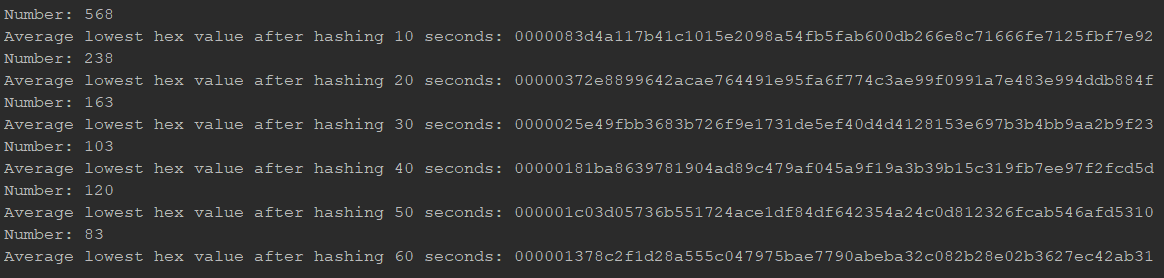 Number: 568
Average lowest hex value after hashing 10 seconds: 0000083d4a117b41c1015e2098a54fb5fab600db266e8c71666fe7125fbf7e92
Number: 238
Average lowest hex value after hashing 20 seconds: 00000372e8899642acae764491e95fa6f774c3ae99f0991a7e483e994ddb884f
Number: 163
Average lowest hex value after hashing 30 seconds: 0000025e49fbb3683b726f9e1731de5ef40d4d4128153e697b3b4bb9aa2b9f23
Number: 103
Average lowest hex value after hashing 40 seconds: 00000181ba8639781904ad89c479af045a9f19a3b39b15c319fb7ee97f2fcd5d
Number: 120
Average lowest hex value after hashing 50 seconds: 000001c03d05736b551724ace1df84df642354a24c0d812326fcab546afd5310
Number: 83
Average lowest hex value after hashing 60 seconds: 000001378c2f1d28a555c047975bae7790abeba32c082b28e02b3627ec42ab31